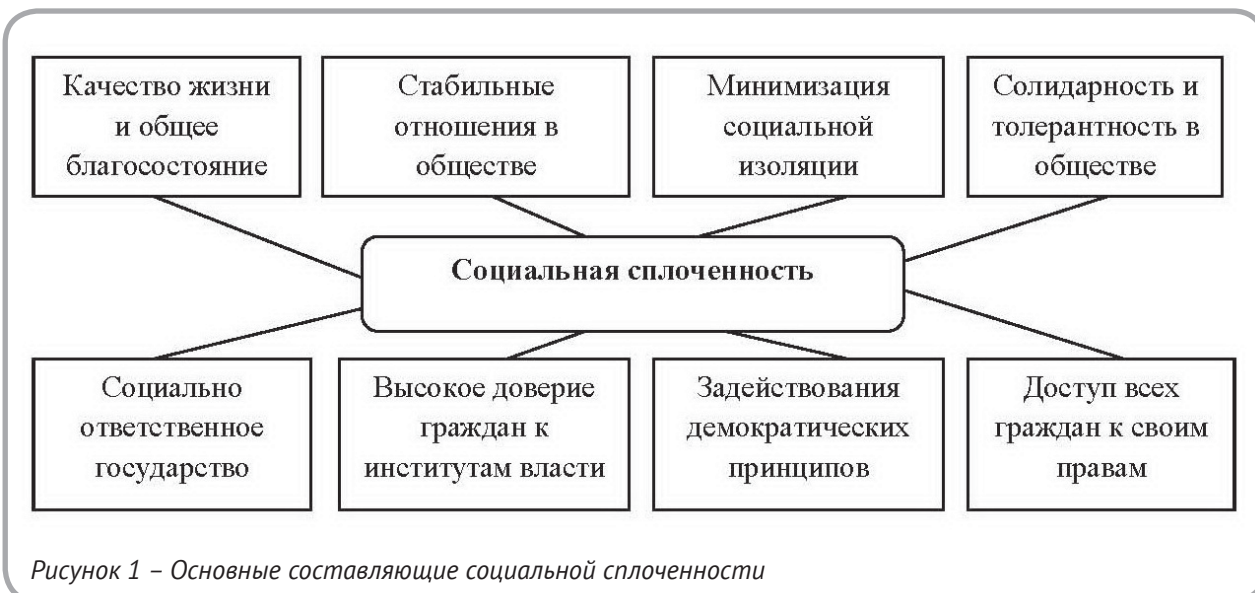 Качество жизни
и общее
благосостояние
Стабильные
отношения в
обществе
Минимизация
социальной
изоляции
Солидарность и
толерантность в
обществе
Социальная сплоченность
Социально
ответственное
государство
Высокое доверие
граждан к
институтам власти
Задействования
демократических
принципов
Доступ всех
граждан к своим
правам
Рисунок 1 – Основные составляющие социальной сплоченности